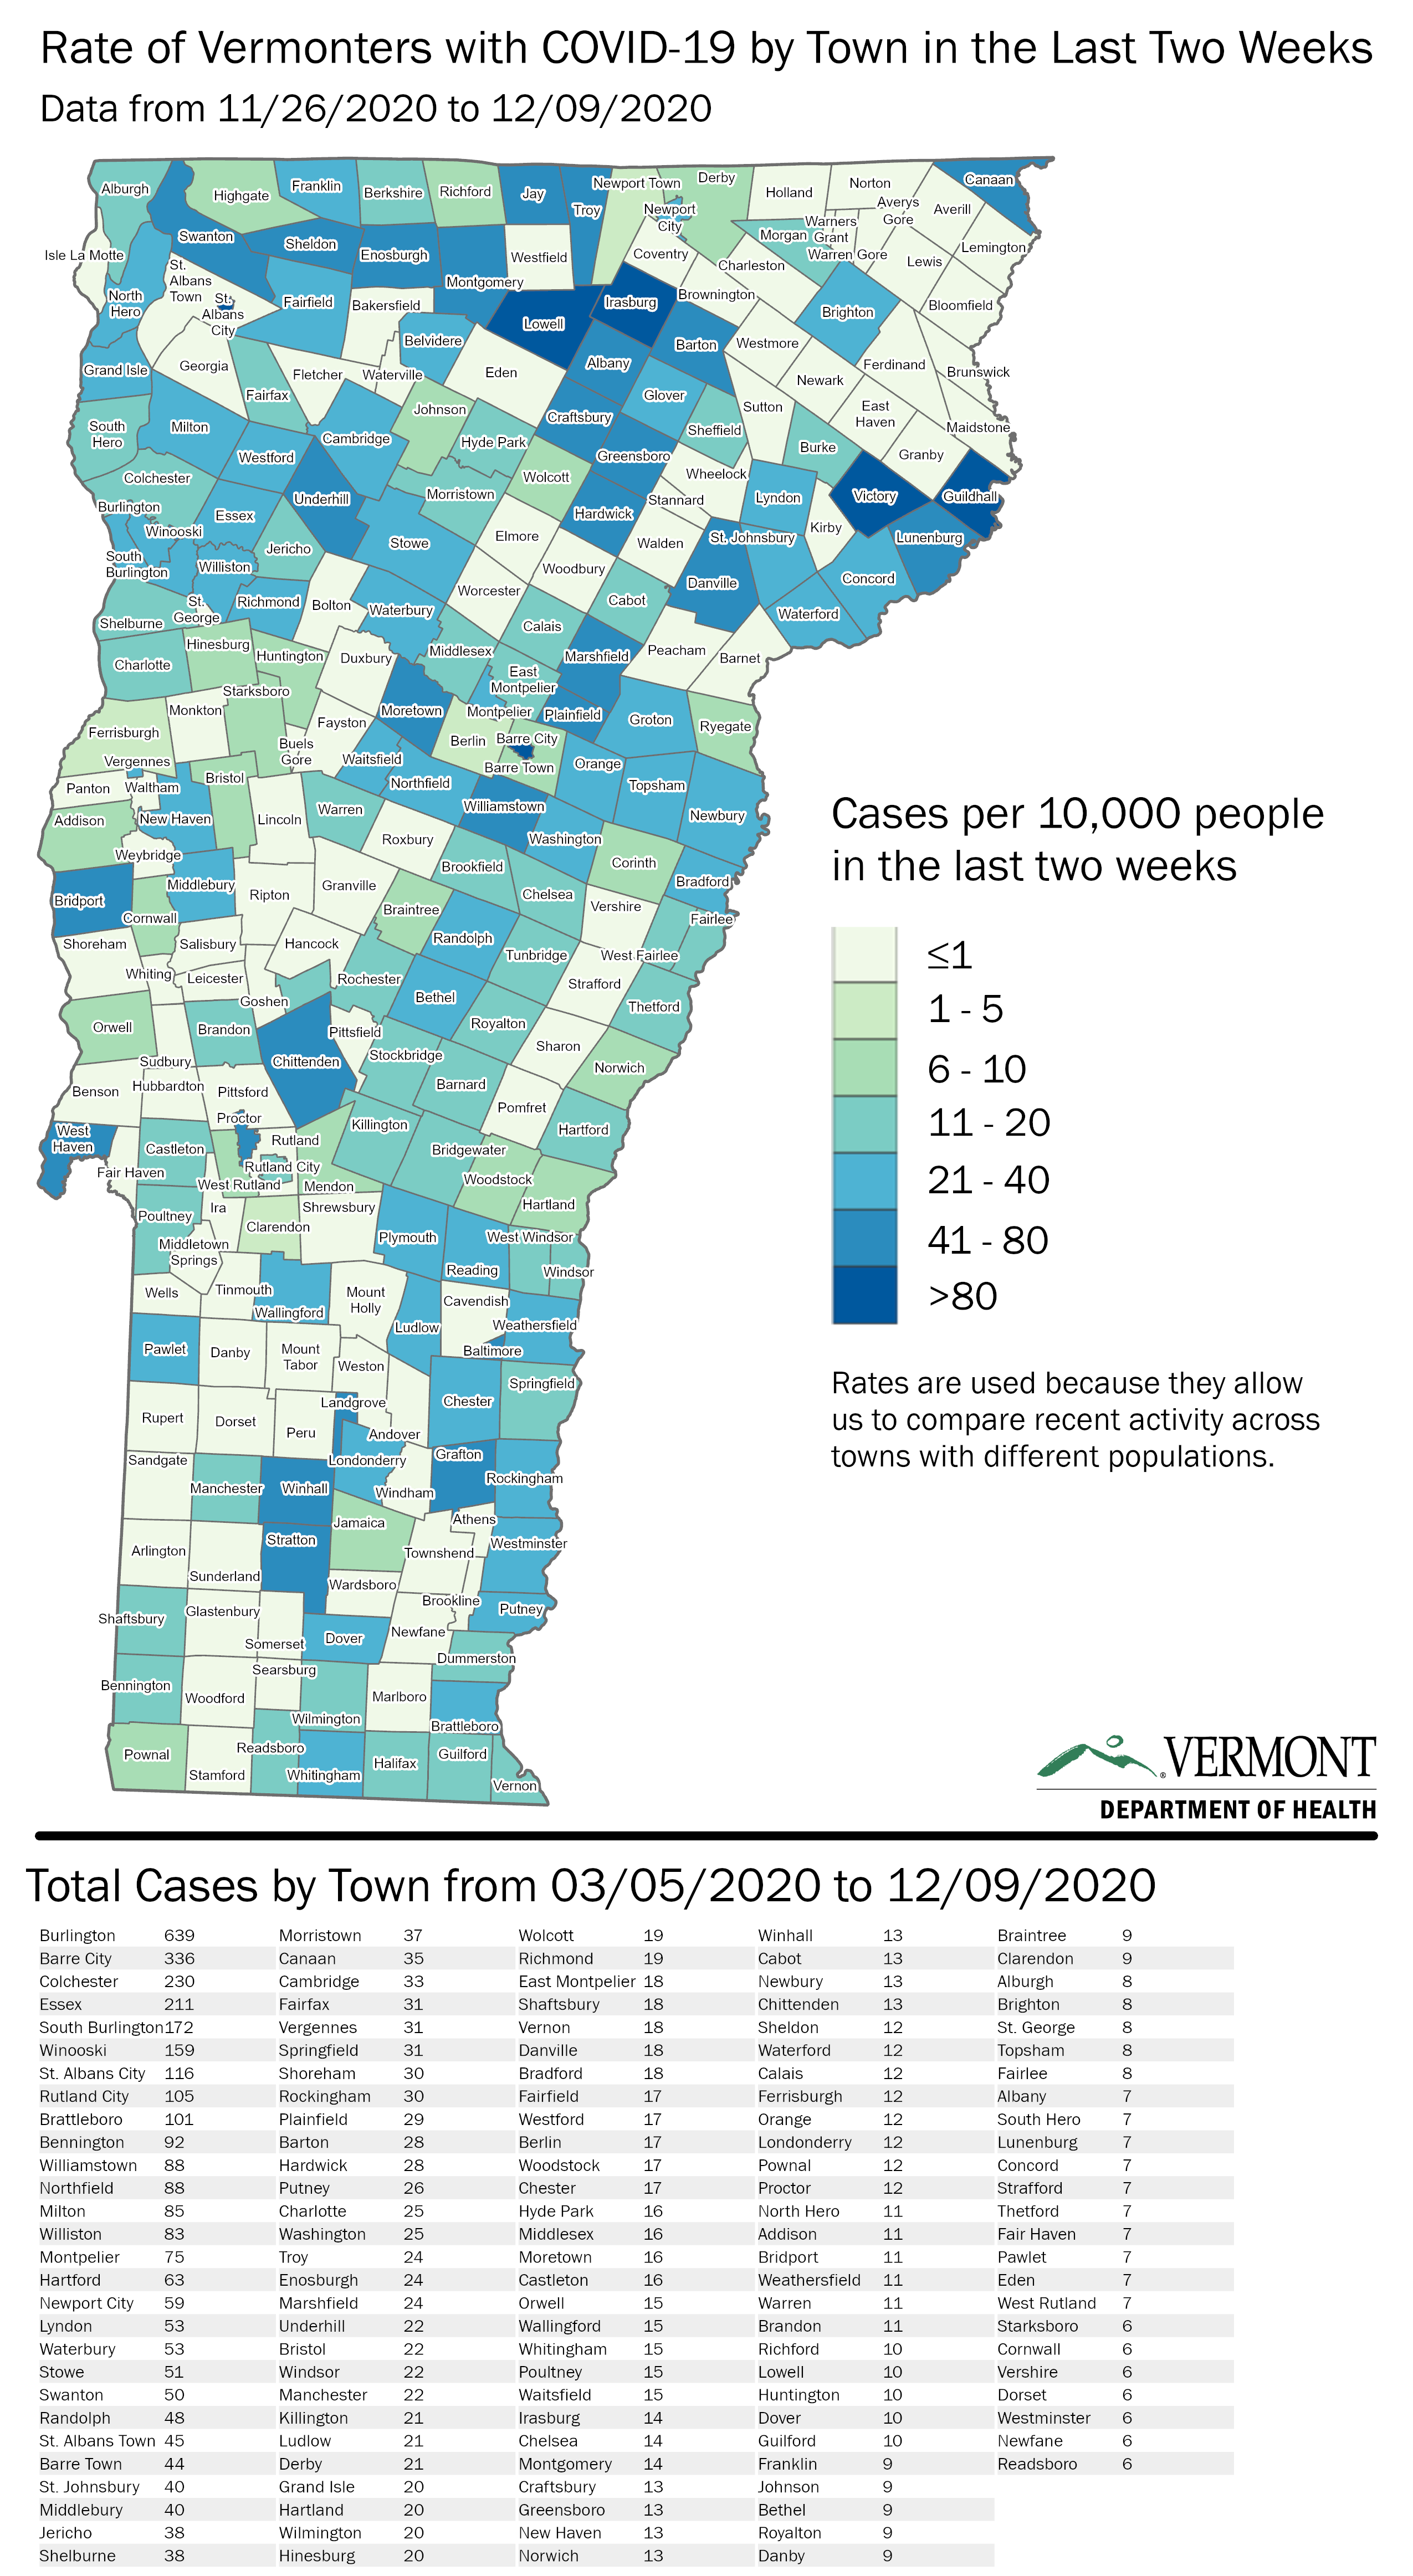 Rate of Vermonters with COVID-19 by Town in the Last Two Weeks
Data from 11/26/2020 to 12/09/2020
Alburgh
Highgate
Franklin
Berkshire
Richford
Jay
Troy
Newport Town
Derby
Holland
Norton
Canaan
Averys
Gore
Averill
Newport
City
Warners
Grant
Morgan
Swanton
Sheldon
Enosburgh
Westfield
Coventry
Charleston
Warren Gore
Lewis
Lemington
Isle La Motte
St.
Albans
Town
Montgomery
North
Hero
St.
Albans
City
Fairfield
Bakersfield
Lowell
Irasburg
Brownington
Brighton
Bloomfield
Belvidere
Barton
Westmore
Grand Isle
Georgia
Fletcher
Waterville
Eden
Albany
Newark
Ferdinand
Brunswick
Fairfax
Glover
Sutton
East
Haven
Johnson
Craftsbury
Sheffield
Maidstone
South
Hero
Milton
Cambridge
Hyde Park
Burke
Granby
Westford
Greensboro
Wheelock
Colchester
Wolcott
Underhill
Morristown
Stannard
Lyndon
Victory
Guildhall
Burlington
Essex
Hardwick
Winooski
Kirby
Jericho
Stowe
Elmore
Walden
St. Johnsbury
Lunenburg
South
Burlington
Williston
Woodbury
Danville
Concord
St.
George
Richmond
Bolton
Waterbury
Worcester
Cabot
Waterford
Shelburne
Calais
Hinesburg
Huntington
Duxbury
Middlesex
Marshfield
Peacham
Barnet
Charlotte
East
Montpelier
Starksboro
Monkton
Moretown
Montpelier
Plainfield
Groton
Ryegate
Ferrisburgh
Fayston
Berlin
Barre City
Buels
Gore
Waitsfield
Barre Town
Orange
Vergennes
Bristol
Northfield
Topsham
Panton
Waltham
Addison
New Haven
Lincoln
Warren
Williamstown
Newbury
Washington
Roxbury
Weybridge
Brookfield
Corinth
Middlebury
Ripton
Granville
Chelsea
Bradford
Bridport
Cornwall
Braintree
Vershire
Fairlee
Shoreham
Salisbury
Hancock
Randolph
Tunbridge
West Fairlee
Whiting
Leicester
Rochester
Strafford
Goshen
Bethel
Thetford
Orwell
Brandon
Pittsfield
Royalton
Sudbury
Chittenden
Stockbridge
Sharon
Norwich
Benson
Hubbardton
Pittsford
Barnard
Pomfret
Proctor
Killington
Hartford
West
Haven
Castleton
Rutland
Bridgewater
Fair Haven
Rutland City
Woodstock
West Rutland
Mendon
Hartland
Poultney
Ira
Shrewsbury
Clarendon
Plymouth
West Windsor
Middletown
Springs
Reading
Windsor
Wells
Tinmouth
Mount
Holly
Cavendish
Wallingford
Ludlow
Weathersfield
Pawlet
Danby
Mount
Tabor
Weston
Baltimore
Springfield
Landgrove
Chester
Rupert
Dorset
Peru
Andover
Sandgate
Londonderry
Grafton
Rockingham
Manchester
Winhall
Windham
Jamaica
Athens
Arlington
Stratton
Townshend
Westminster
Sunderland
Wardsboro
Shaftsbury
Glastenbury
Brookline
Putney
Somerset
Dover
Newfane
Searsburg
Dummerston
Bennington
Woodford
Marlboro
Wilmington
Brattleboro
Pownal
Readsboro
Halifax
Guilford
Stamford
Whitingham
Vernon
Cases per 10,000 people
in the last two weeks
≤1
1 - 5
6 - 10
11 - 20
21 - 40
41 - 80
>80
Rates are used because they allow
us to compare recent activity across
towns with different populations.
VERMONT
DEPARTMENT OF HEALTH
Total Cases by Town from 03/05/2020 to 12/09/2020
Burlington 639 Morristown 37 Wolcott 19 Winhall 13 Braintree 9
Barre City 336 Canaan 35 Richmond 19 Cabot 13 Clarendon 9
Colchester 230 Cambridge 33 East Montpelier 18 Newbury 13 Alburgh 8
Essex 211 Fairfax 31 Shaftsbury 18 Chittenden 13 Brighton 8
South Burlington 172 Vergennes 31 Vernon 18 Sheldon 12 St. George 8
Winooski 159 Springfield 31 Danville 18 Waterford 12 Topsham 8
St. Albans City 116 Shoreham 30 Bradford 18 Calais 12 Fairlee 8
Rutland City 105 Rockingham 30 Fairfield 17 Ferrisburgh 12 Albany 7
Brattleboro 101 Plainfield 29 Westford 17 Orange 12 South Hero 7
Bennington 92 Barton 28 Berlin 17 Londonderry 12 Lunenburg 7
Williamstown 88 Hardwick 28 Woodstock 17 Pownal 12 Concord 7
Northfield 88 Putney 26 Chester 17 Proctor 12 Strafford 7
Milton 85 Charlotte 25 Hyde Park 16 North Hero 11 Thetford 7
Williston 83 Washington 25 Middlesex 16 Addison 11 Fair Haven 7
Montpelier 75 Troy 24 Moretown 16 Bridport 11 Pawlet 7
Hartford 63 Enosburgh 24 Castleton 16 Weathersfield 11 Eden 7
Newport City 59 Marshfield 24 Orwell 15 Warren 11 West Rutland 7
Lyndon 53 Underhill 22 Wallingford 15 Brandon 11 Starksboro 6
Waterbury 53 Bristol 22 Whitingham 15 Richford 10 Cornwall 6
Stowe 51 Windsor 22 Poultney 15 Lowell 10 Vershire 6
Swanton 50 Manchester 22 Waitsfield 15 Huntington 10 Dorset 6
Randolph 48 Killington 21 Irasburg 14 Dover 10 Westminster 6
St. Albans Town 45 Ludlow 21 Chelsea 14 Guilford 10 Newfane 6
Barre Town 44 Derby 21 Montgomery 14 Franklin 9 Readsboro 6
St. Johnsbury 40 Grand Isle 20 Craftsbury 13 Johnson 9
Middlebury 40 Hartland 20 Greensboro 13 Bethel 9
Jericho 38 Wilmington 20 New Haven 13 Royalton 9
Shelburne 38 Hinesburg 20 Norwich 13 Danby 9